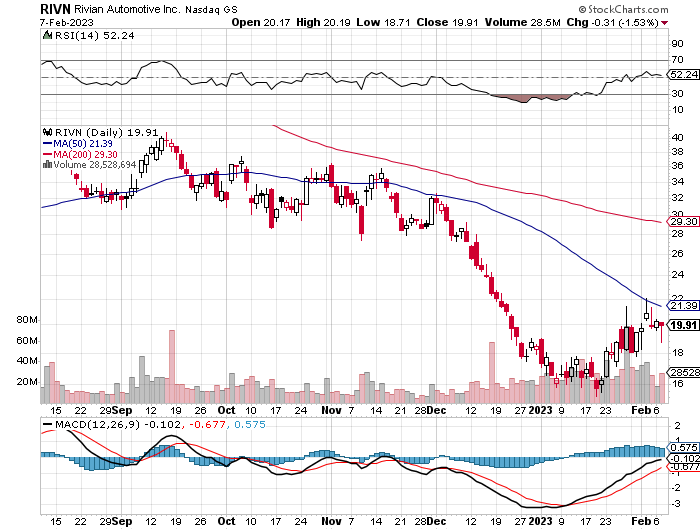 RIVN Rivian Automotive Inc. Nasdaq GS © StockCharts.com
7-Feb-2023 Open 20.17 High 20.19 Low 18.71 Close 19.91 Volume 28.5M Chg -0.31 (-1.53%)
RSI(14) 52.24
90
70
52.24
30
10
RIVN (Daily) 19.91
MA(50) 21.39
MA(200) 29.30
Volume 28,528,694
40
38
36
34
32
29.30
28
26
24
22
21.39
19.91
18
28528
16
80M
60M
40M
20M
15 22 29 Sep 12 19 26 Oct 10 17 24 Nov 7 14 21 28 Dec 12 19 27 2023 9 17 23 Feb 6
MACD(12,26,9) -0.102, -0.677, 0.575
2
1
0.575
-0.102
-0.677
-2
-3
15 22 29 Sep 12 19 26 Oct 10 17 24 Nov 7 14 21 28 Dec 12 19 27 2023 9 17 23 Feb 6